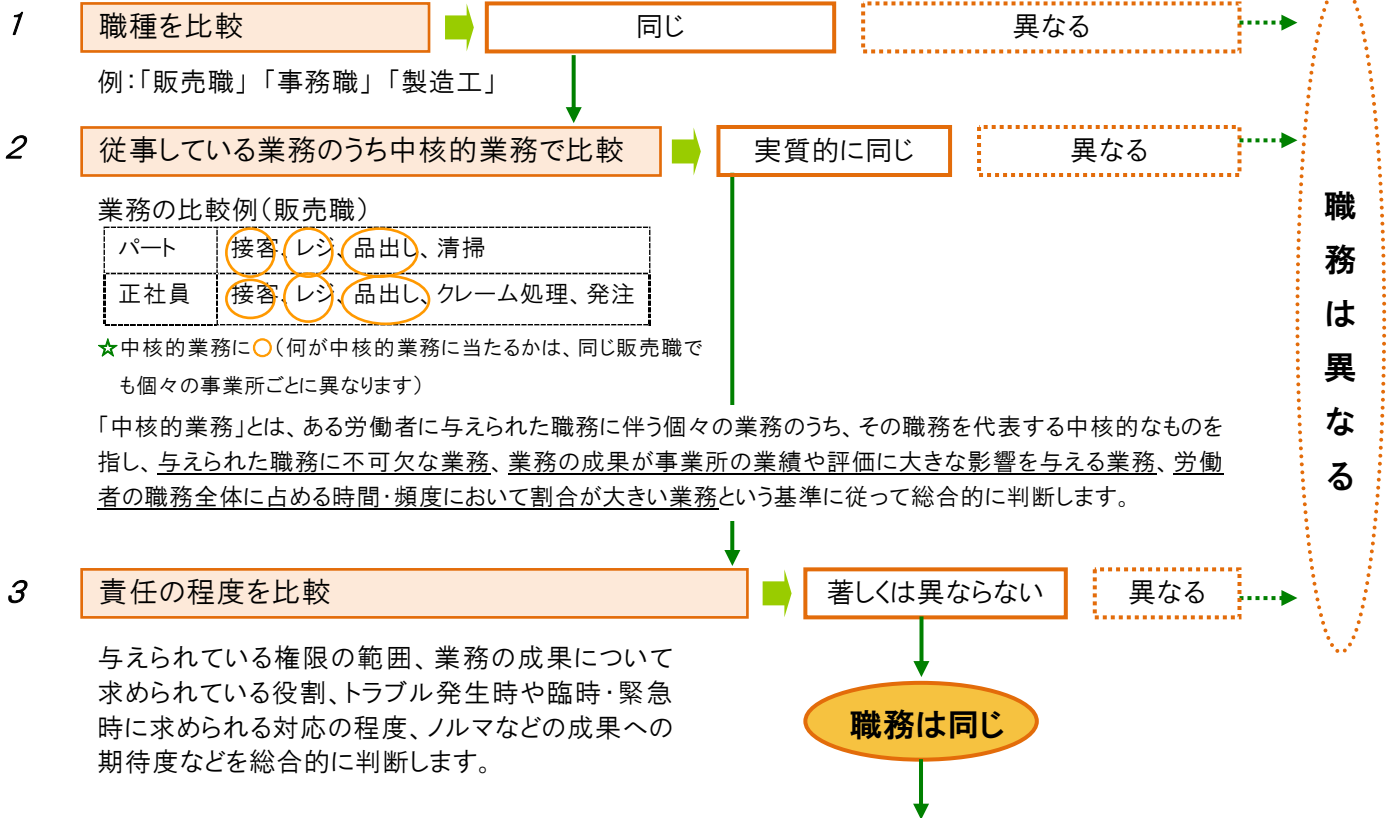 1 職種を比較 同じ 異なる
例:「販売職」「事務職」「製造工」
2 従事している業務のうち中核的業務で比較 実質的に同じ 異なる
業務の比較例(販売職)
パート 接客、レジ、品出し、清掃
正社員 接客、レジ、品出し、クレーム処理、発注
☆中核的業務に○(何が中核的業務に当たるかは、同じ販売職で
も個々の事業所ごとに異なります)
「中核的業務」とは、ある労働者に与えられた職務に伴う個々の業務のうち、その職務を代表する中核的なものを
指し、与えられた職務に不可欠な業務、業務の成果が事業所の業績や評価に大きな影響を与える業務、労働
者の職務全体に占める時間・頻度において割合が大きい業務という基準に従って総合的に判断します。
3 責任の程度を比較 著しくは異ならない 異なる
与えられている権限の範囲、業務の成果について
求められている役割、トラブル発生時や臨時・緊急
時に求められる対応の程度、ノルマなどの成果への
期待度などを総合的に判断します。
職務は同じ
職務は異なる